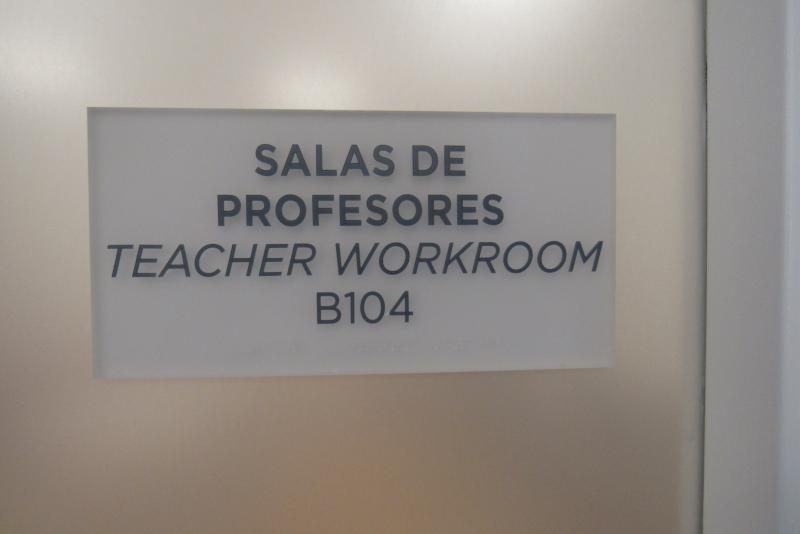 SALAS DE
PROFESORES
TEACHER WORKROOM
B104